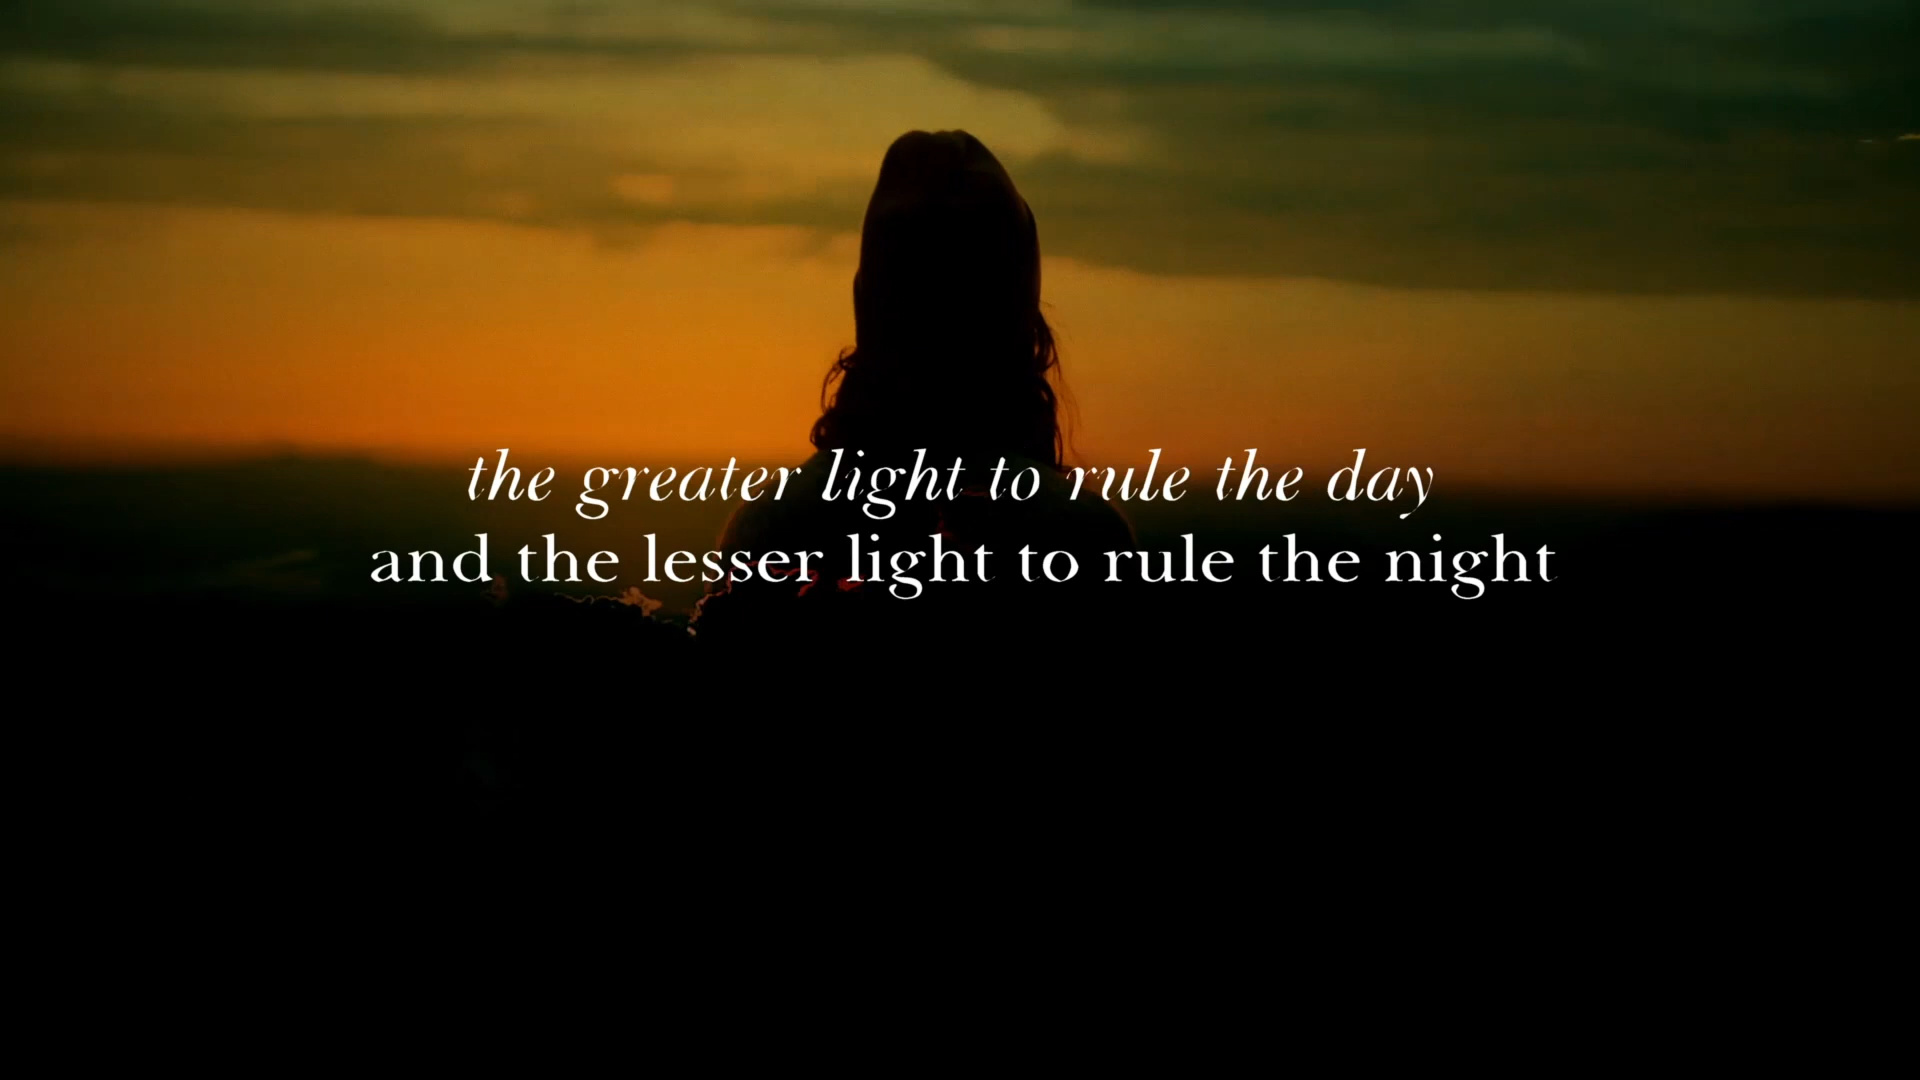 the greater light to rule the day
and the lesser light to rule the night